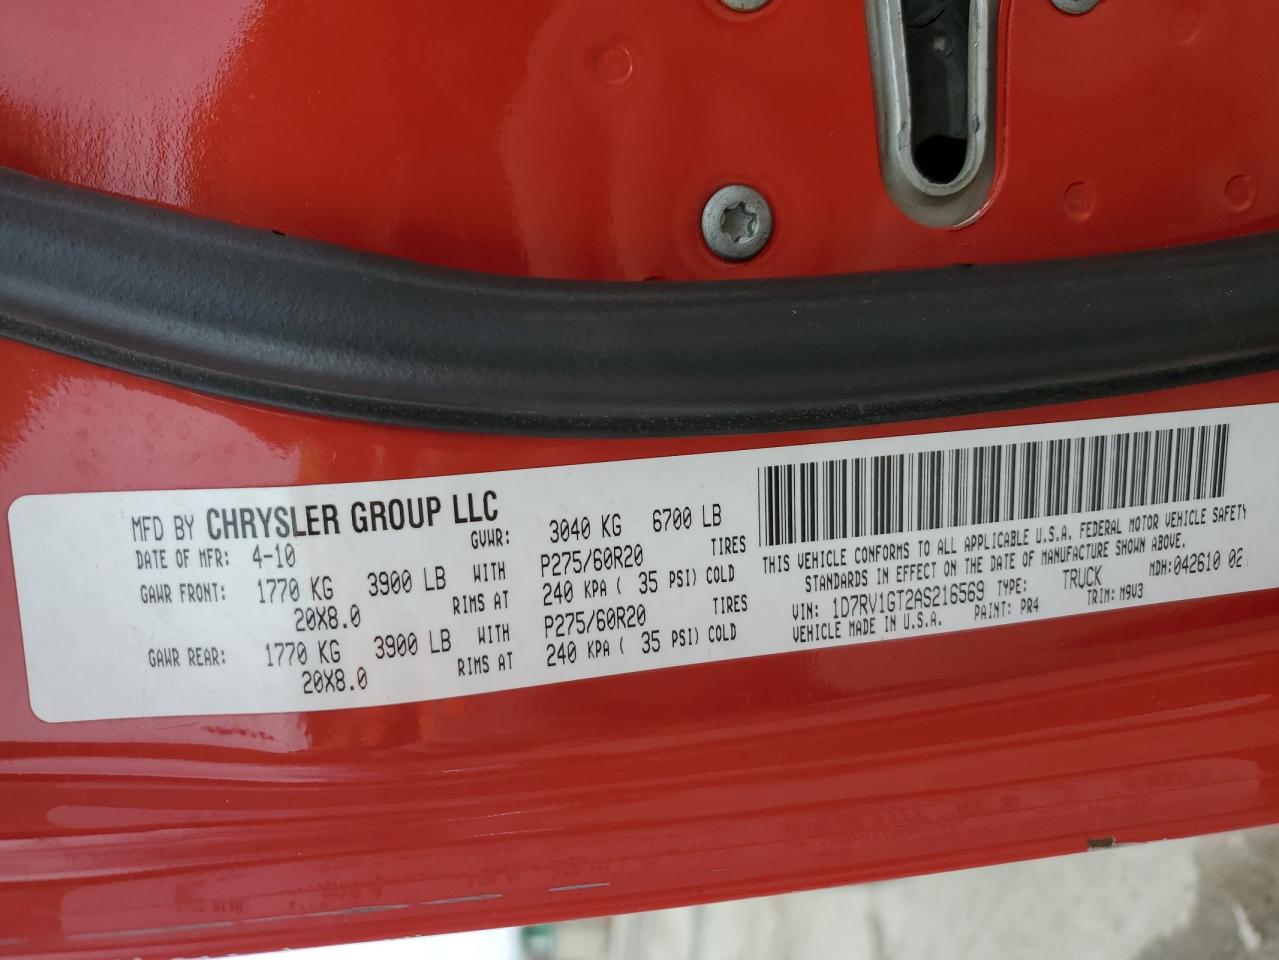 MFD BY CHRYSLER GROUP LLC
DATE OF MFR: 4-10 GVWR: 3040 KG 6700 LB
GAWR FRONT: 1770 KG 3900 LB WITH P275/60R20 TIRES
20X8.0 RIMS AT 240 KPA ( 35 PSI) COLD
GAWR REAR: 1770 KG 3900 LB WITH P275/60R20 TIRES
20X8.0 RIMS AT 240 KPA ( 35 PSI) COLD
THIS VEHICLE CONFORMS TO ALL APPLICABLE U.S.A. FEDERAL MOTOR VEHICLE SAFETY
STANDARDS IN EFFECT ON THE DATE OF MANUFACTURE SHOWN ABOVE.
VIN: 1D7RV1GT2AS216569 TYPE: TRUCK MDH:042610 02
VEHICLE MADE IN U.S.A. PAINT: PR4 TRIM: M9V3